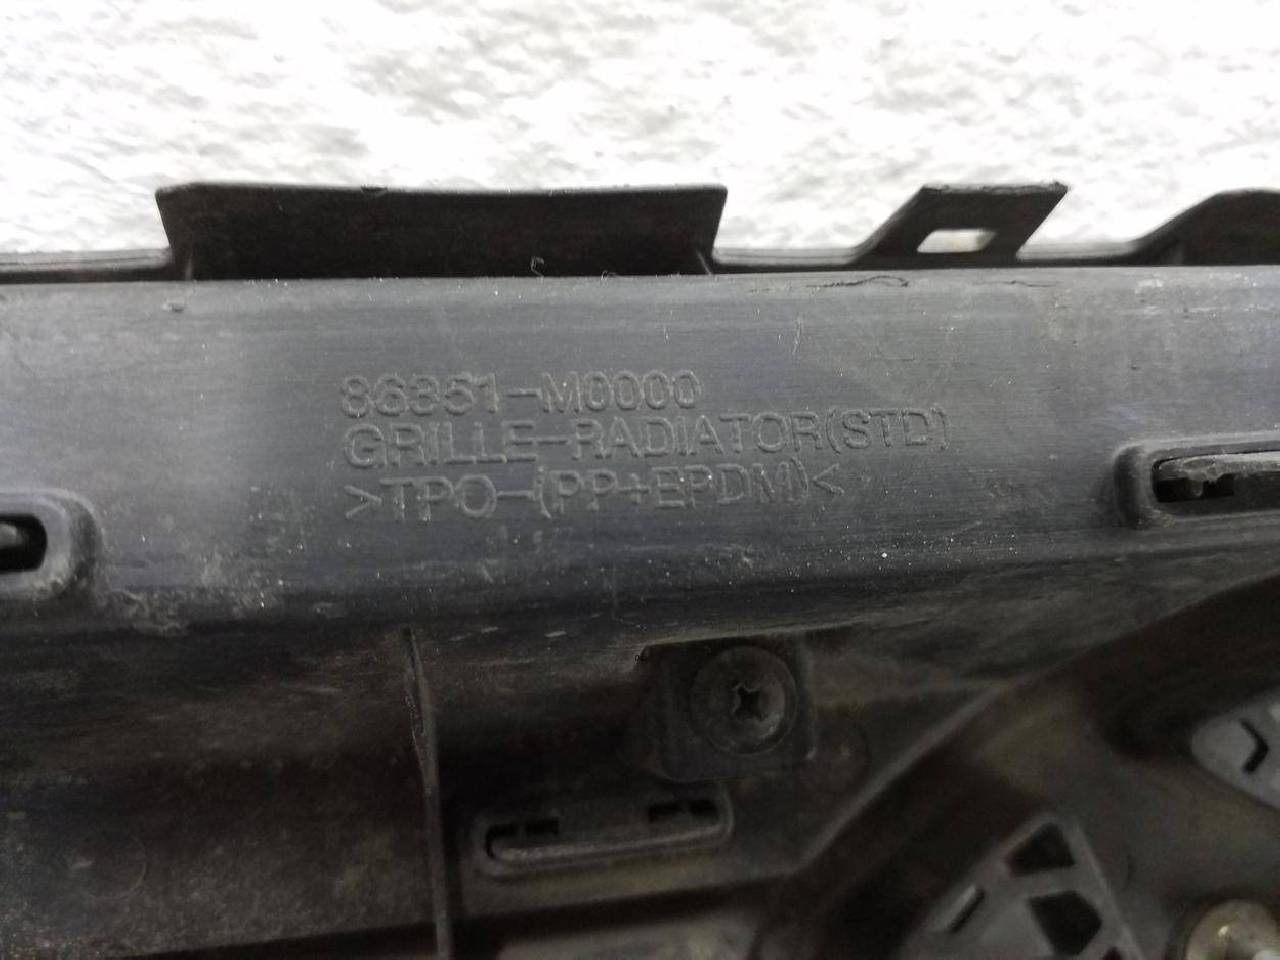 86351-M0000
GRILLE-RADIATOR(STD)
>TPO-(PP+EPDM)<